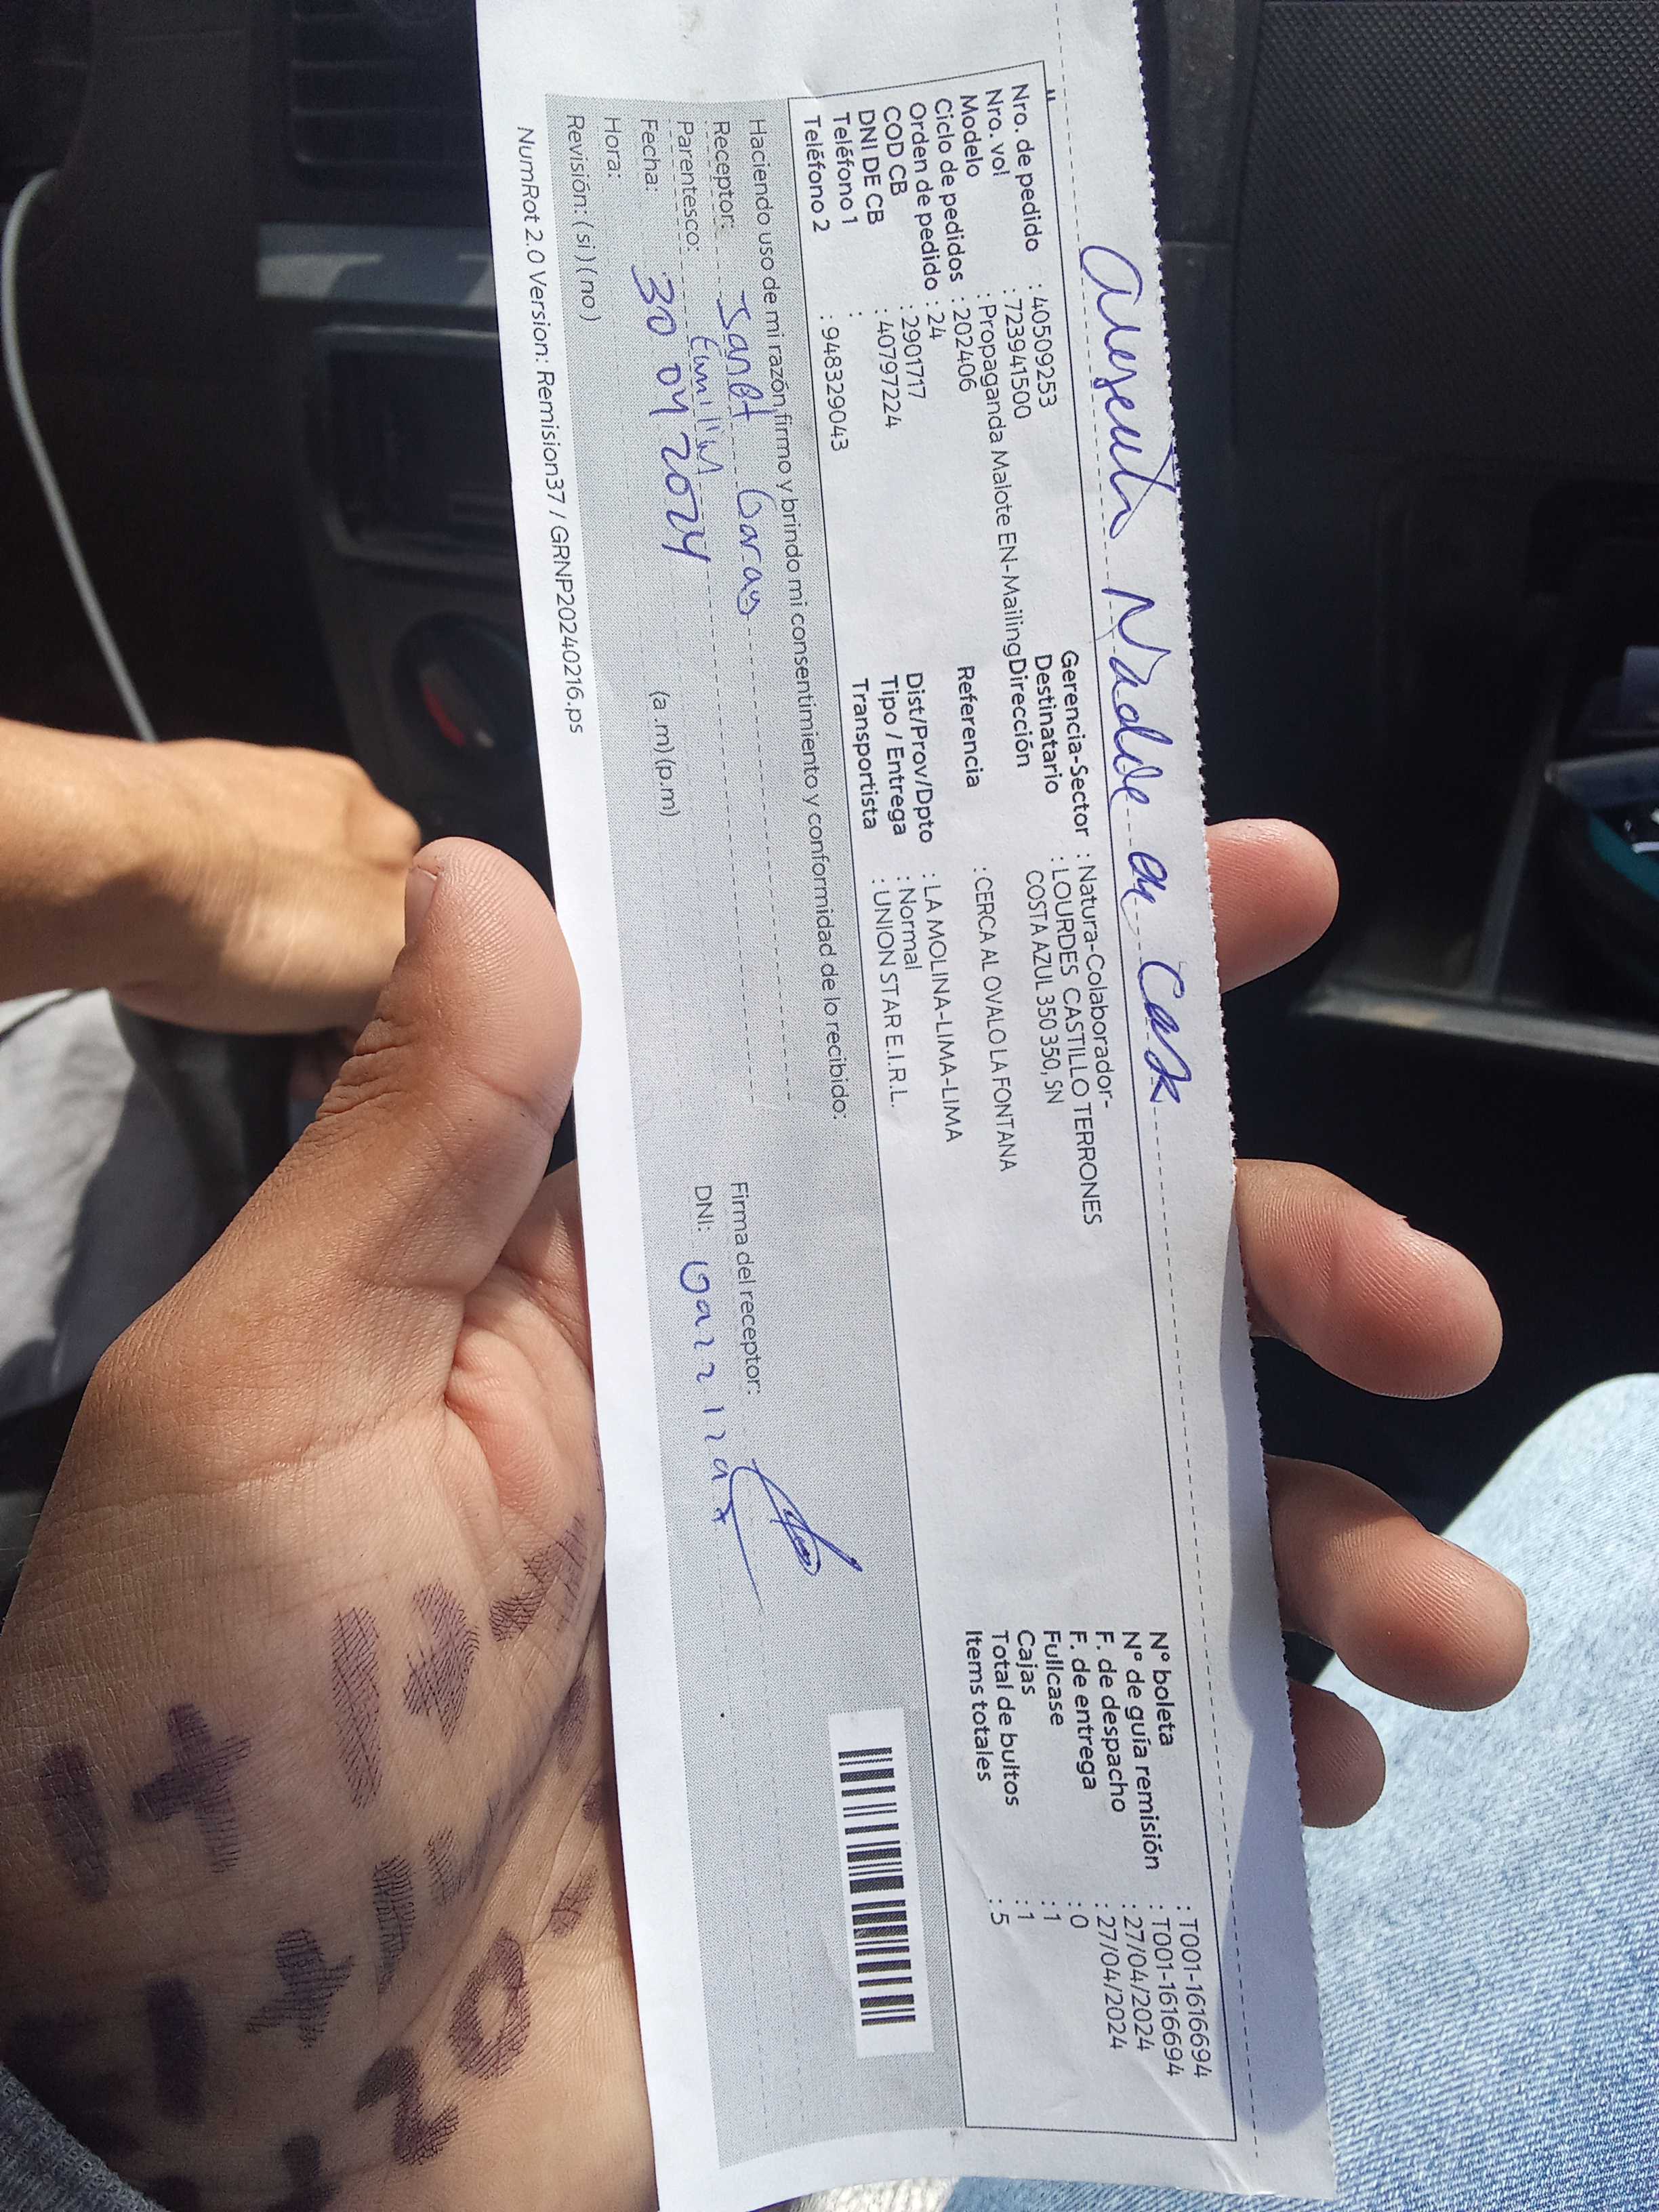 ausente Nadie en casa
Nro. de pedido : 40509253
Nro. vol : 723941500
Modelo : Propaganda Malote EN-Mailing
Ciclo de pedidos : 202406
Orden de pedido : 24
COD CB : 2901717
DNI DE CB : 40797224
Teléfono 1 :
Teléfono 2 : 948329043
Gerencia-Sector : Natura-Colaborador-
Destinatario : LOURDES CASTILLO TERRONES
Dirección COSTA AZUL 350 350, SN
Referencia : CERCA AL OVALO LA FONTANA
Dist/Prov/Dpto : LA MOLINA-LIMA-LIMA
Tipo / Entrega : Normal
Transportista : UNION STAR E.I.R.L.
N° boleta : T001-1616694
N° de guía remisión : T001-1616694
F. de despacho : 27/04/2024
F. de entrega : 27/04/2024
Fullcase : 0
Cajas : 1
Total de bultos : 1
Items totales : 5
Haciendo uso de mi razón, firmo y brindo mi consentimiento y conformidad de lo recibido:
Receptor: Janet Garay
Parentesco:
Fecha: 30 04 2024
Hora: (a.m) (p.m)
Revisión: (si) (no)
Firma del receptor:
DNI:
NumRot 2.0 Version: Remision37 / GRNP20240216.ps